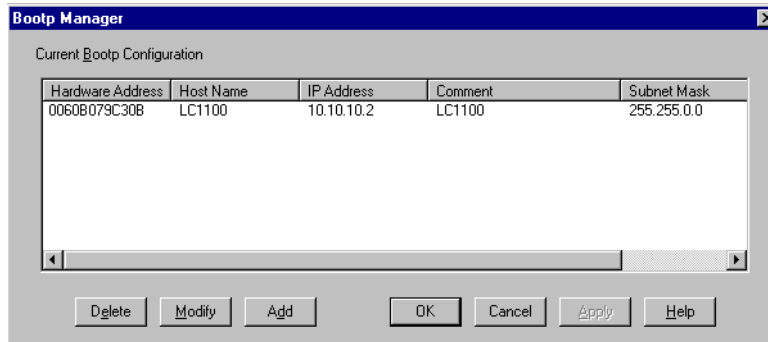 Bootp Manager
Current Bootp Configuration
Hardware Address Host Name IP Address Comment Subnet Mask
0060B079C30B LC1100 10.10.10.2 LC1100 255.255.0.0
Delete Modify Add OK Cancel Apply Help